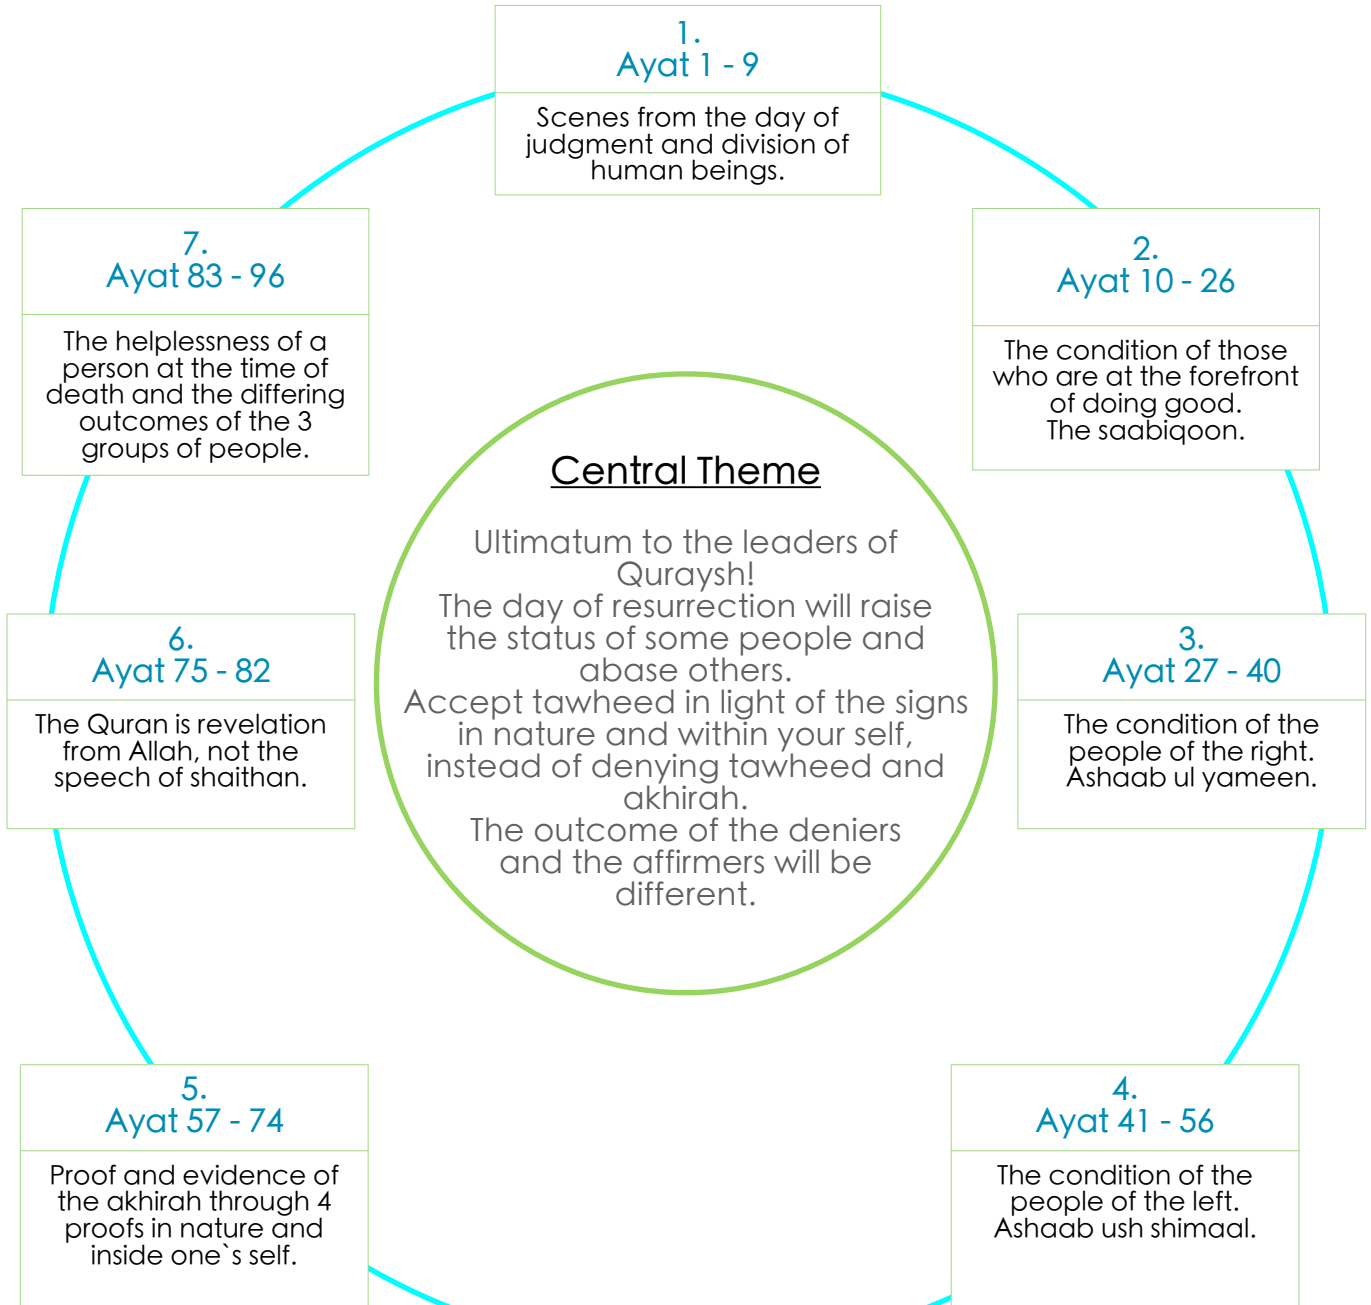 1.
Ayat 1 - 9
Scenes from the day of
judgment and division of
human beings.
2.
Ayat 10 - 26
The condition of those
who are at the forefront
of doing good.
The saabiqoon.
3.
Ayat 27 - 40
The condition of the
people of the right.
Ashaab ul yameen.
4.
Ayat 41 - 56
The condition of the
people of the left.
Ashaab ush shimaal.
5.
Ayat 57 - 74
Proof and evidence of
the akhirah through 4
proofs in nature and
inside one`s self.
6.
Ayat 75 - 82
The Quran is revelation
from Allah, not the
speech of shaithan.
7.
Ayat 83 - 96
The helplessness of a
person at the time of
death and the differing
outcomes of the 3
groups of people.
Central Theme
Ultimatum to the leaders of
Quraysh!
The day of resurrection will raise
the status of some people and
abase others.
Accept tawheed in light of the signs
in nature and within your self,
instead of denying tawheed and
akhirah.
The outcome of the deniers
and the affirmers will be
different.